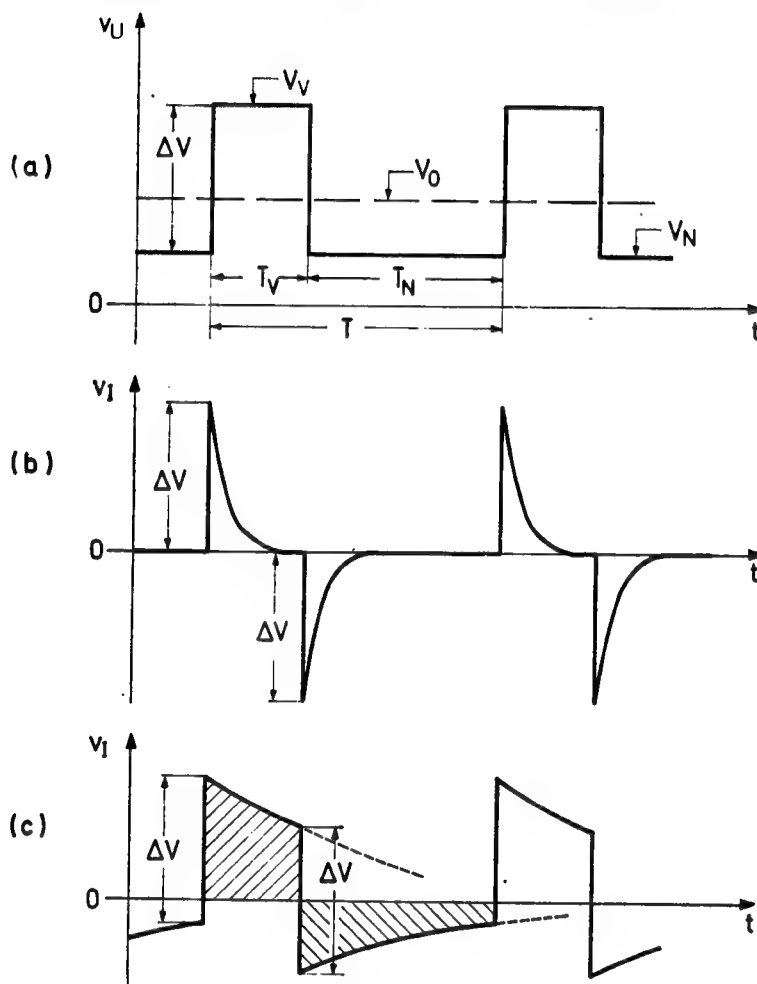 (a)
v_U
V_V
ΔV
V_0
V_N
T_V
T_N
T
0
t
(b)
v_I
ΔV
0
ΔV
t
(c)
v_I
ΔV
ΔV
0
t